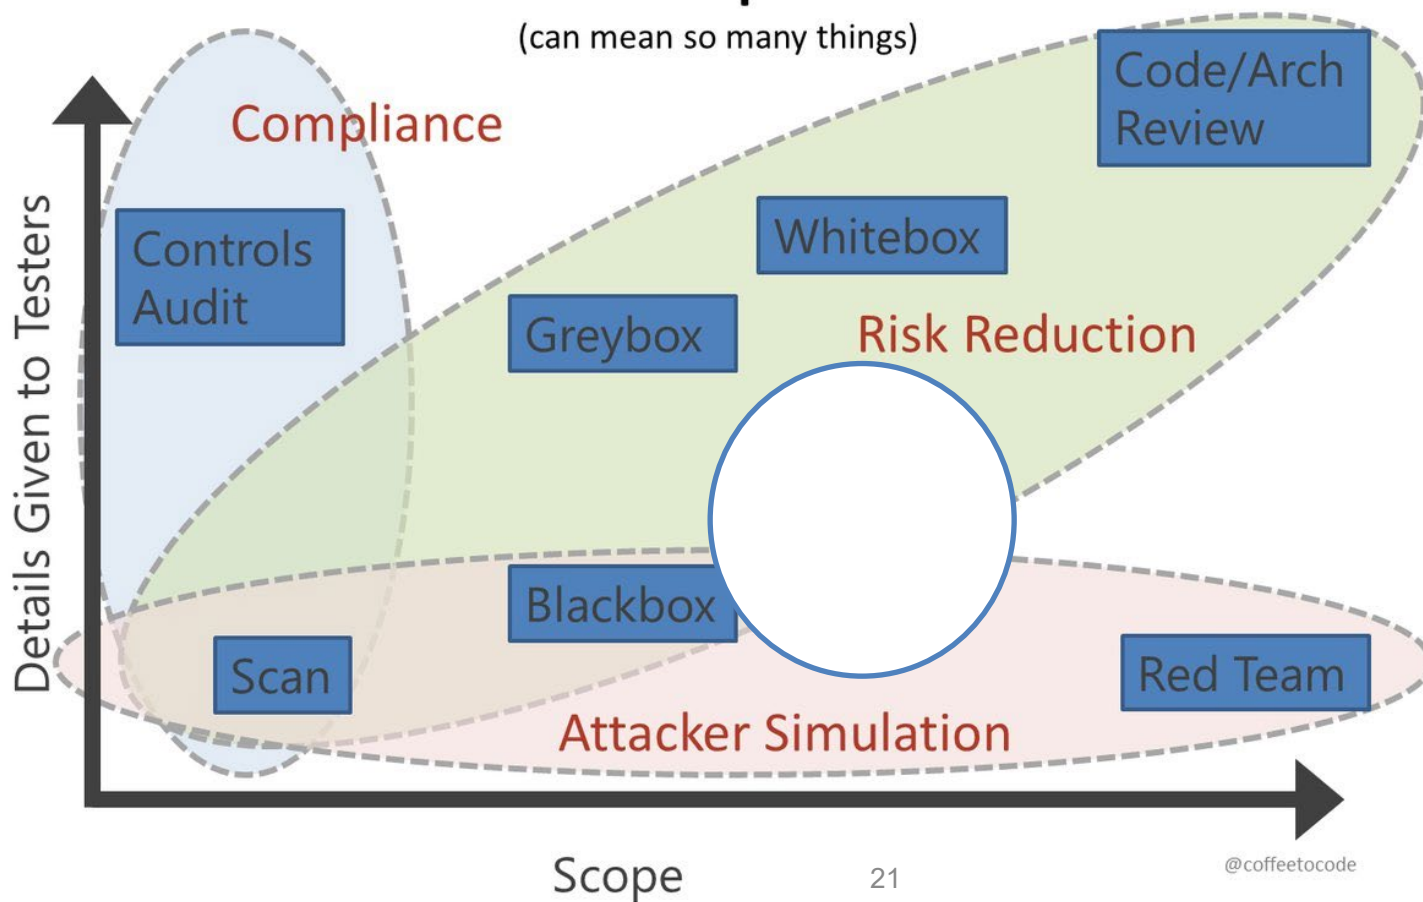 (can mean so many things)
Compliance
Code/Arch
Review
Controls
Audit
Whitebox
Greybox
Risk Reduction
Details Given to Testers
Blackbox
Scan
Red Team
Attacker Simulation
Scope
21
@coffeetocode